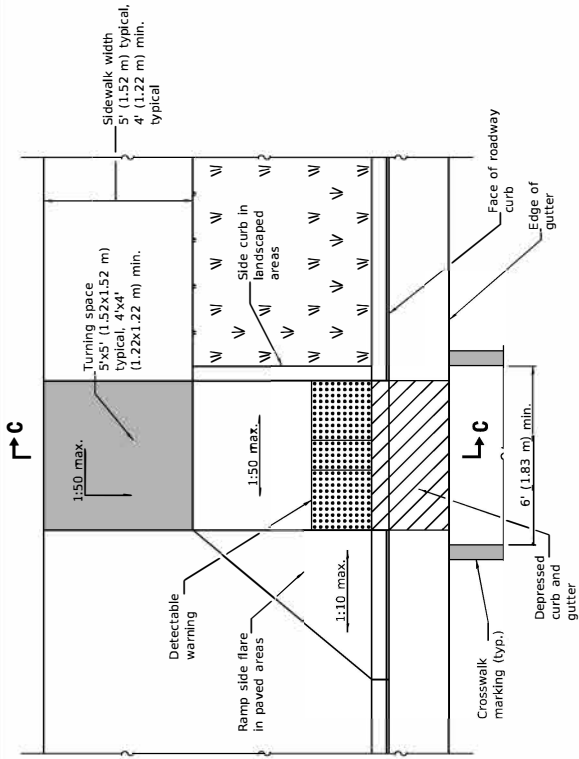 Sidewalk width
5' (1.52 m) typical,
4' (1.22 m) min.
typical
Turning space
5'x5' (1.52x1.52 m)
typical, 4'x4'
(1.22x1.22 m) min.
C
1:50 max.
Side curb in
landscaped
areas
1:50 max.
Detectable
warning
Ramp side flare
in paved areas
1:10 max.
Face of roadway
curb
Edge of
gutter
C
6' (1.83 m) min.
Crosswalk
marking (typ.)
Depressed
curb and
gutter